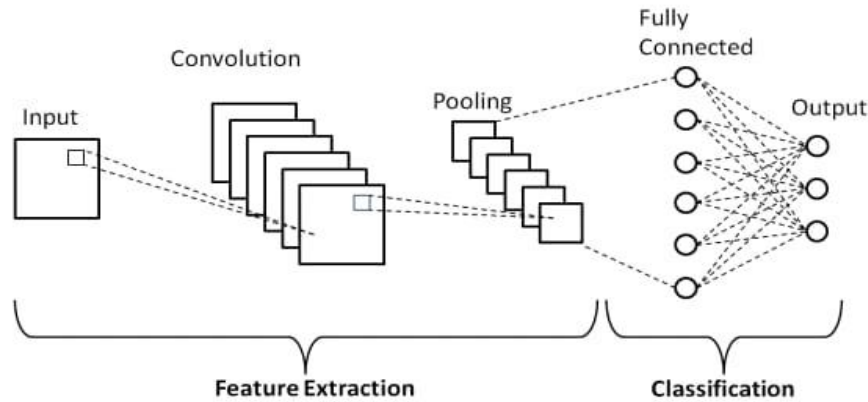 Input
Convolution
Pooling
Fully
Connected
Output
Feature Extraction
Classification